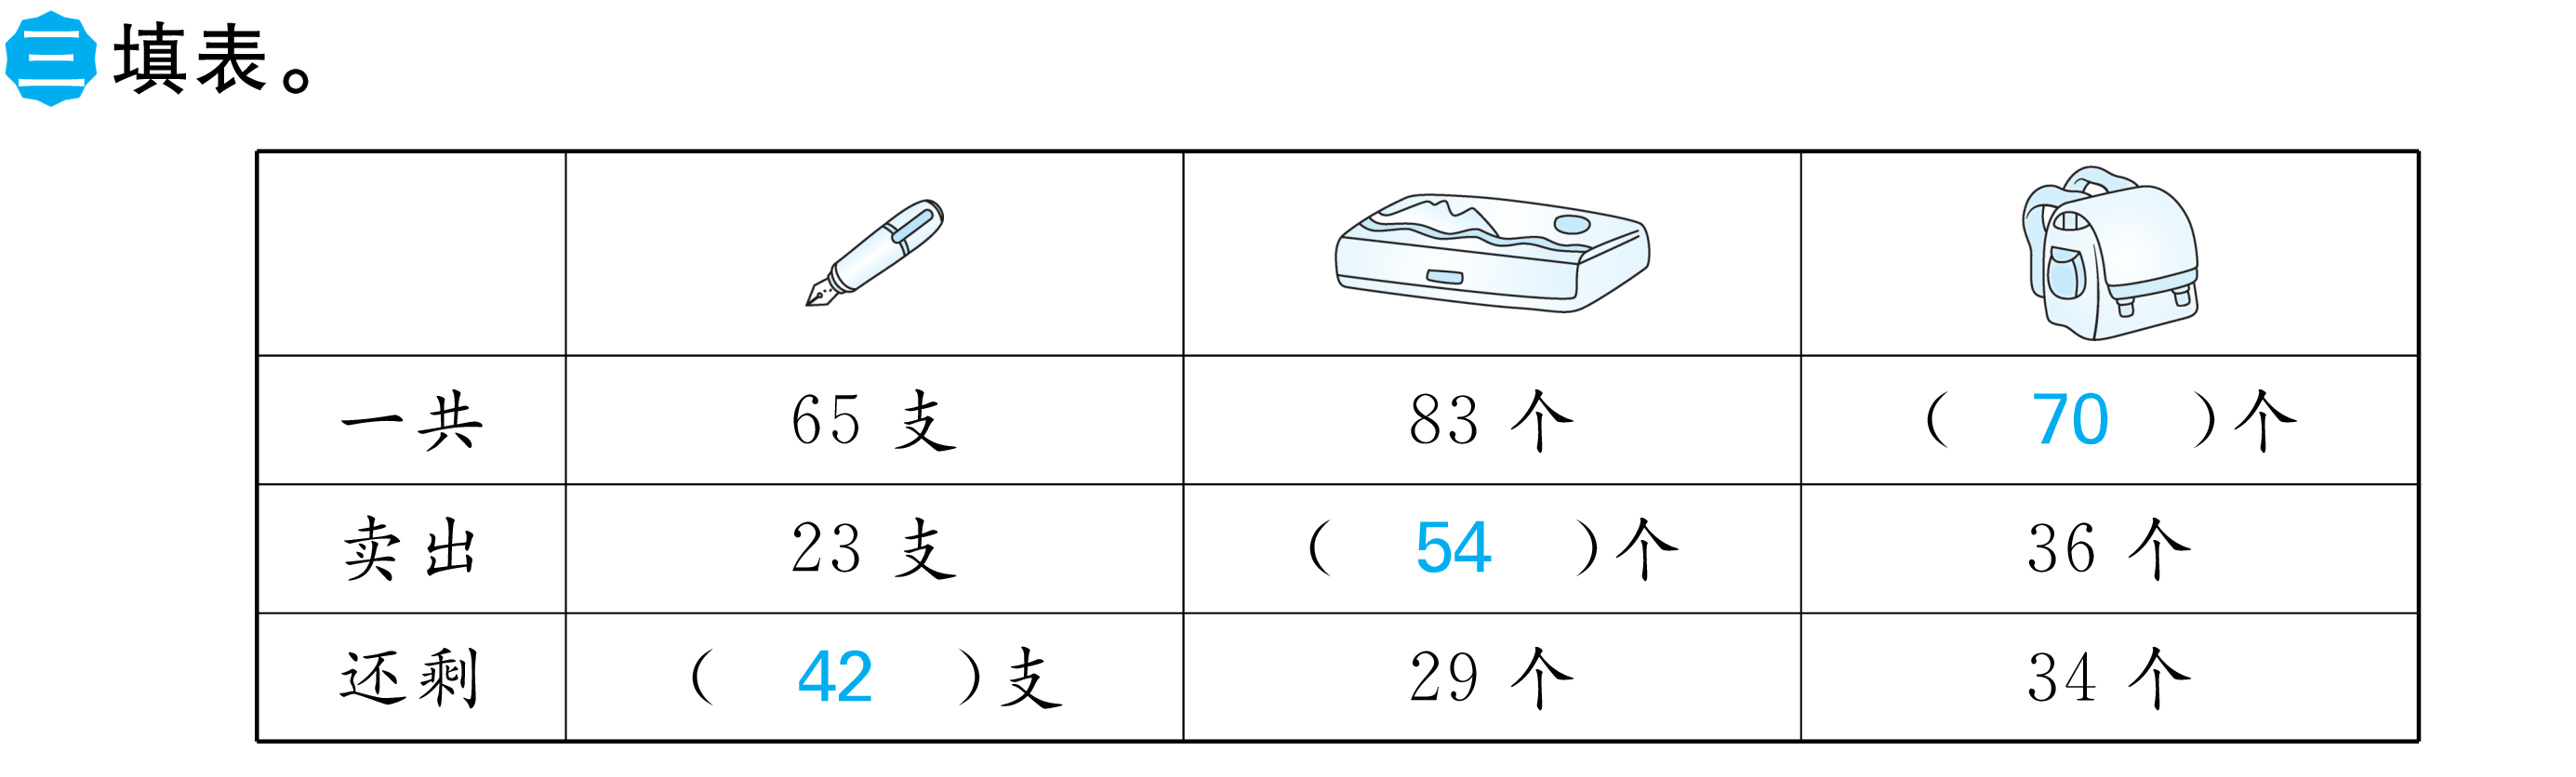 三 填表。
一共 65 支 83 个 ( 70 )个
卖出 23 支 ( 54 )个 36 个
还剩 ( 42 )支 29 个 34 个